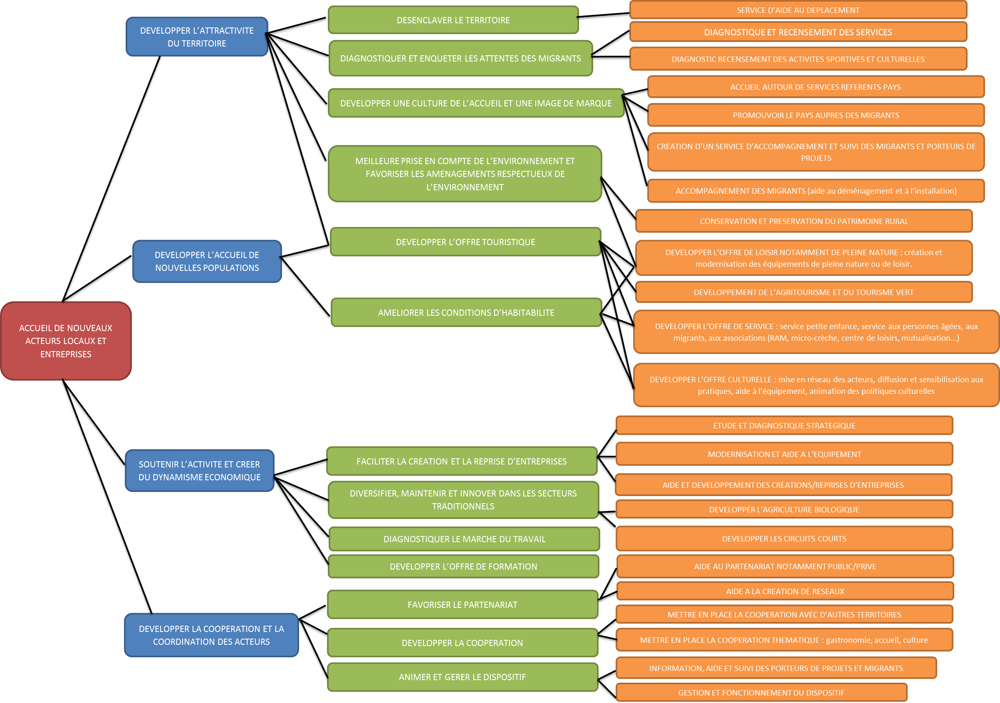 ACCUEIL DE NOUVEAUX
ACTEURS LOCAUX ET
ENTREPRISES
DEVELOPPER L’ATTRACTIVITE
DU TERRITOIRE
DEVELOPPER L’ACCUEIL DE
NOUVELLES POPULATIONS
SOUTENIR L’ACTIVITE ET CREER
DU DYNAMISME ECONOMIQUE
DEVELOPPER LA COOPERATION ET LA
COORDINATION DES ACTEURS
DESENCLAVER LE TERRITOIRE
DIAGNOSTIQUER ET ENQUETER LES ATTENTES DES MIGRANTS
DEVELOPPER UNE CULTURE DE L’ACCUEIL ET UNE IMAGE DE MARQUE
MEILLEURE PRISE EN COMPTE DE L’ENVIRONNEMENT ET
FAVORISER LES AMENAGEMENTS RESPECTUEUX DE
L’ENVIRONNEMENT
DEVELOPPER L’OFFRE TOURISTIQUE
AMELIORER LES CONDITIONS D’HABITABILITE
FACILITER LA CREATION ET LA REPRISE D’ENTREPRISES
DIVERSIFIER, MAINTENIR ET INNOVER DANS LES SECTEURS
TRADITIONNELS
DIAGNOSTIQUER LE MARCHE DU TRAVAIL
DEVELOPPER L’OFFRE DE FORMATION
FAVORISER LE PARTENARIAT
DEVELOPPER LA COOPERATION
ANIMER ET GERER LE DISPOSITIF
SERVICE D’AIDE AU DEPLACEMENT
DIAGNOSTIQUE ET RECENSEMENT DES SERVICES
DIAGNOSTIC RECENSEMENT DES ACTIVITES SPORTIVES ET CULTURELLES
ACCUEIL AUTOUR DE SERVICES REFERENTS PAYS
PROMOUVOIR LE PAYS AUPRES DES MIGRANTS
CREATION D’UN SERVICE D’ACCOMPAGNEMENT ET SUIVI DES MIGRANTS ET PORTEURS DE
PROJETS
ACCOMPAGNEMENT DES MIGRANTS (aide au déménagement et à l’installation)
CONSERVATION ET PRESERVATION DU PATRIMOINE RURAL
DEVELOPPER L’OFFRE DE LOISIR NOTAMMENT DE PLEINE NATURE : création et
modernisation des équipements de pleine nature ou de loisir.
DEVELOPPEMENT DE L’AGRITOURISME ET DU TOURISME VERT
DEVELOPPER L’OFFRE DE SERVICE : service petite enfance, service aux personnes âgées, aux
migrants, aux associations (RAM, micro-crèche, centre de loisirs, mutualisation…)
DEVELOPPER L’OFFRE CULTURELLE : mise en réseau des acteurs, diffusion et sensibilisation aux
pratiques, aide à l’équipement, animation des politiques culturelles
ETUDE ET DIAGNOSTIQUE STRATEGIQUE
MODERNISATION ET AIDE A L’EQUIPEMENT
AIDE ET DEVELOPPEMENT DES CREATIONS/REPRISES D’ENTREPRISES
DEVELOPPER L’AGRICULTURE BIOLOGIQUE
DEVELOPPER LES CIRCUITS COURTS
AIDE AU PARTENARIAT NOTAMMENT PUBLIC/PRIVE
AIDE A LA CREATION DE RESEAUX
METTRE EN PLACE LA COOPERATION AVEC D’AUTRES TERRITOIRES
METTRE EN PLACE LA COOPERATION THEMATIQUE : gastronomie, accueil, culture
INFORMATION, AIDE ET SUIVI DES PORTEURS DE PROJETS ET MIGRANTS
GESTION ET FONCTIONNEMENT DU DISPOSITIF